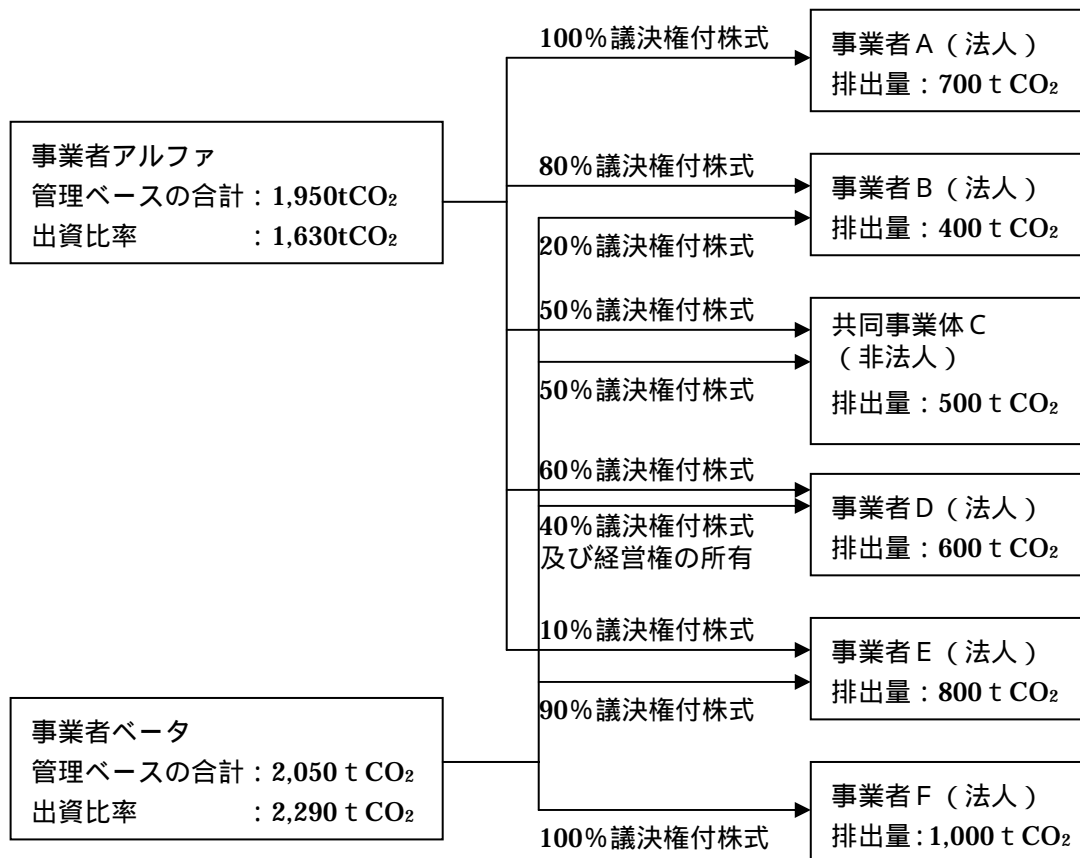 100％議決権付株式
事業者Ａ（法人）
排出量：700ｔCO₂
事業者アルファ
管理ベースの合計：1,950tCO₂
出資比率　　　　：1,630tCO₂
80％議決権付株式
事業者Ｂ（法人）
排出量：400ｔCO₂
20％議決権付株式
50％議決権付株式
共同事業体Ｃ
（非法人）
排出量：500ｔCO₂
50％議決権付株式
60％議決権付株式
事業者Ｄ（法人）
排出量：600ｔCO₂
40％議決権付株式
及び経営権の所有
10％議決権付株式
事業者Ｅ（法人）
排出量：800ｔCO₂
90％議決権付株式
事業者ベータ
管理ベースの合計：2,050ｔCO₂
出資比率　　　　：2,290ｔCO₂
事業者Ｆ（法人）
排出量：1,000ｔCO₂
100％議決権付株式